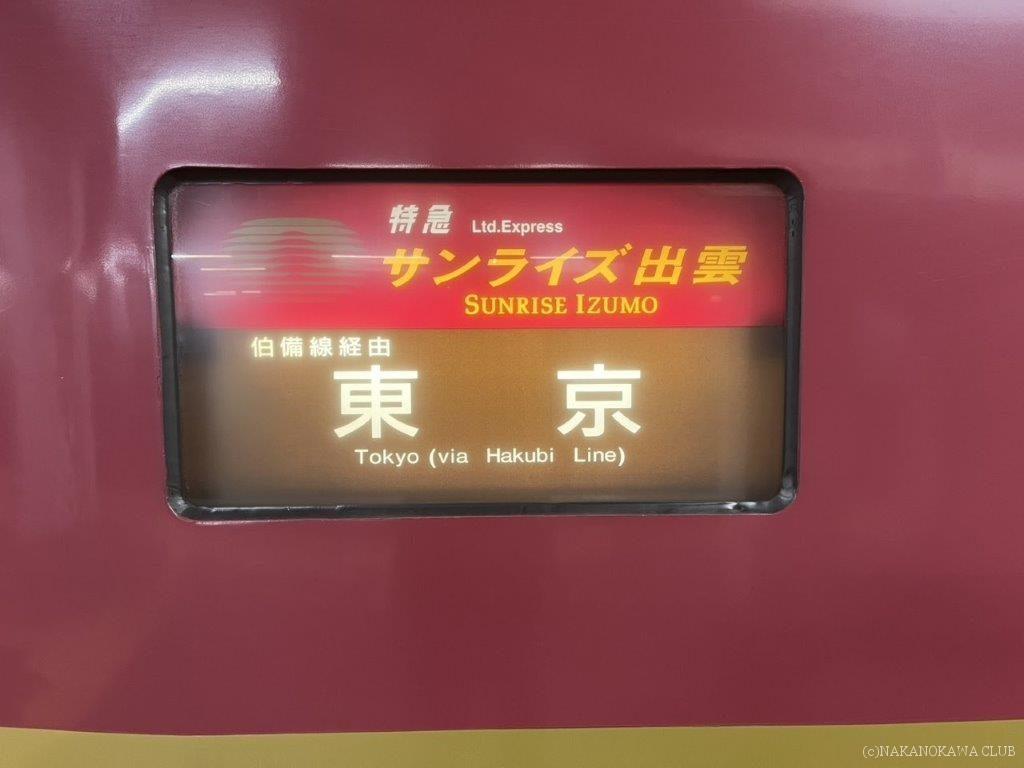 特急 Ltd.Express
サンライズ出雲
SUNRISE IZUMO
伯備線経由
東京
Tokyo (via Hakubi Line)
(c)NAKANOKAWA CLUB